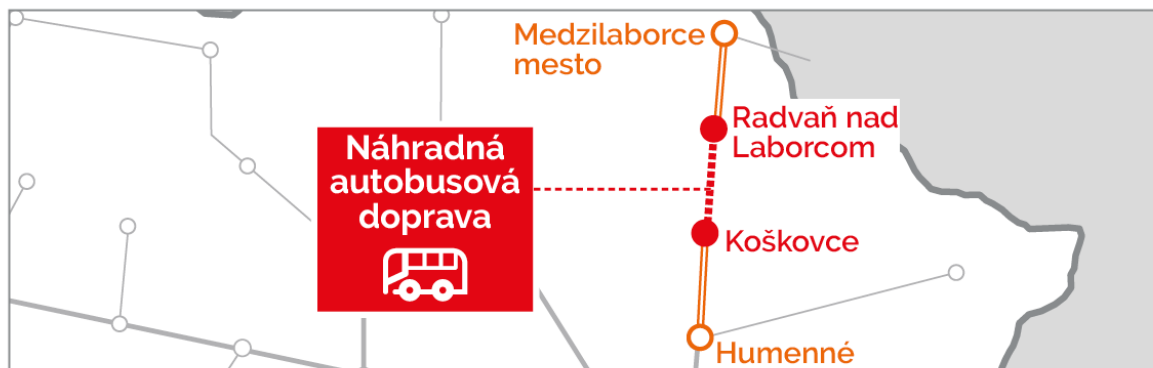 Medzilaborce
mesto
Radvaň nad
Laborcom
Náhradná
autobusová
doprava
Koškovce
Humenné